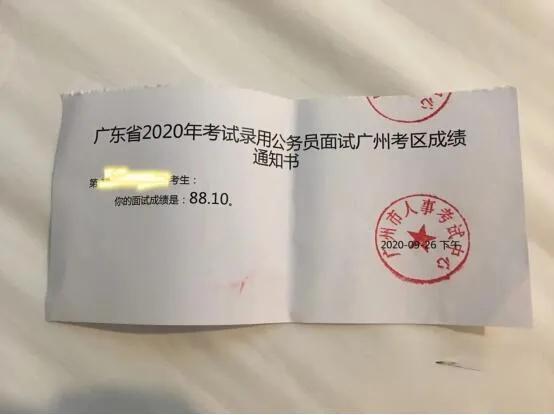 广东省2020年考试录用公务员面试广州考区成绩
通知书
第 考生：
你的面试成绩是：88.10。
广州市人事考试中心
2020-09-26 下午